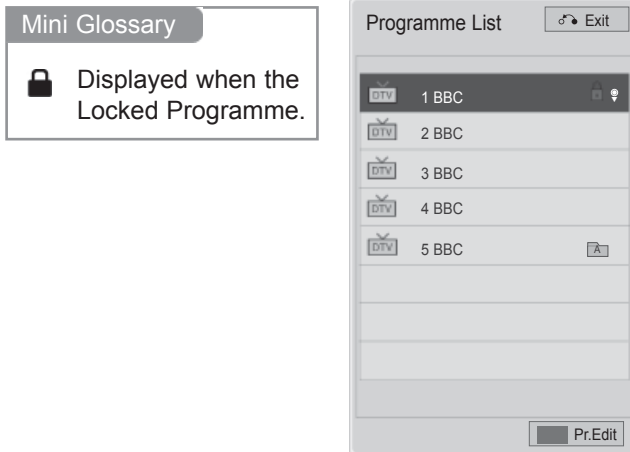 Mini Glossary
Displayed when the
Locked Programme.
Programme List
Exit
DTV 1 BBC
DTV 2 BBC
DTV 3 BBC
DTV 4 BBC
DTV 5 BBC A
Pr.Edit